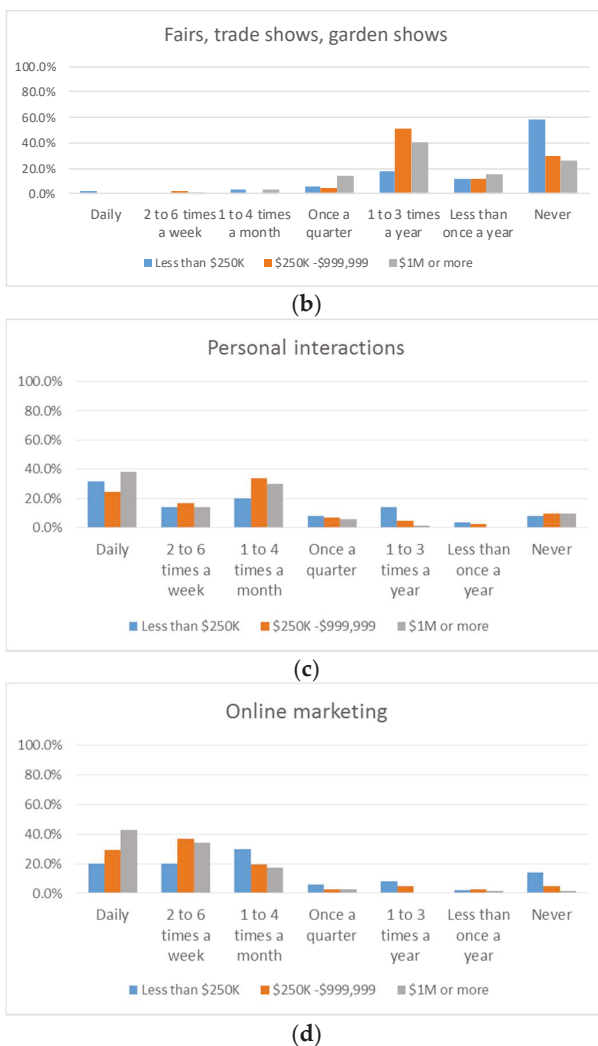 Fairs, trade shows, garden shows
100.0%
80.0%
60.0%
40.0%
20.0%
0.0%
Daily 2 to 6 times 1 to 4 times Once a 1 to 3 times Less than Never
a week a month quarter a year once a year
Less than $250K $250K -$999,999 $1M or more
(b)
Personal interactions
100.0%
80.0%
60.0%
40.0%
20.0%
0.0%
Daily 2 to 6 1 to 4 Once a 1 to 3 Less than Never
times a times a quarter times a once a
week month year year
Less than $250K $250K -$999,999 $1M or more
(c)
Online marketing
100.0%
80.0%
60.0%
40.0%
20.0%
0.0%
Daily 2 to 6 1 to 4 Once a 1 to 3 Less than Never
times a times a quarter times a once a
week month year year
Less than $250K $250K -$999,999 $1M or more
(d)